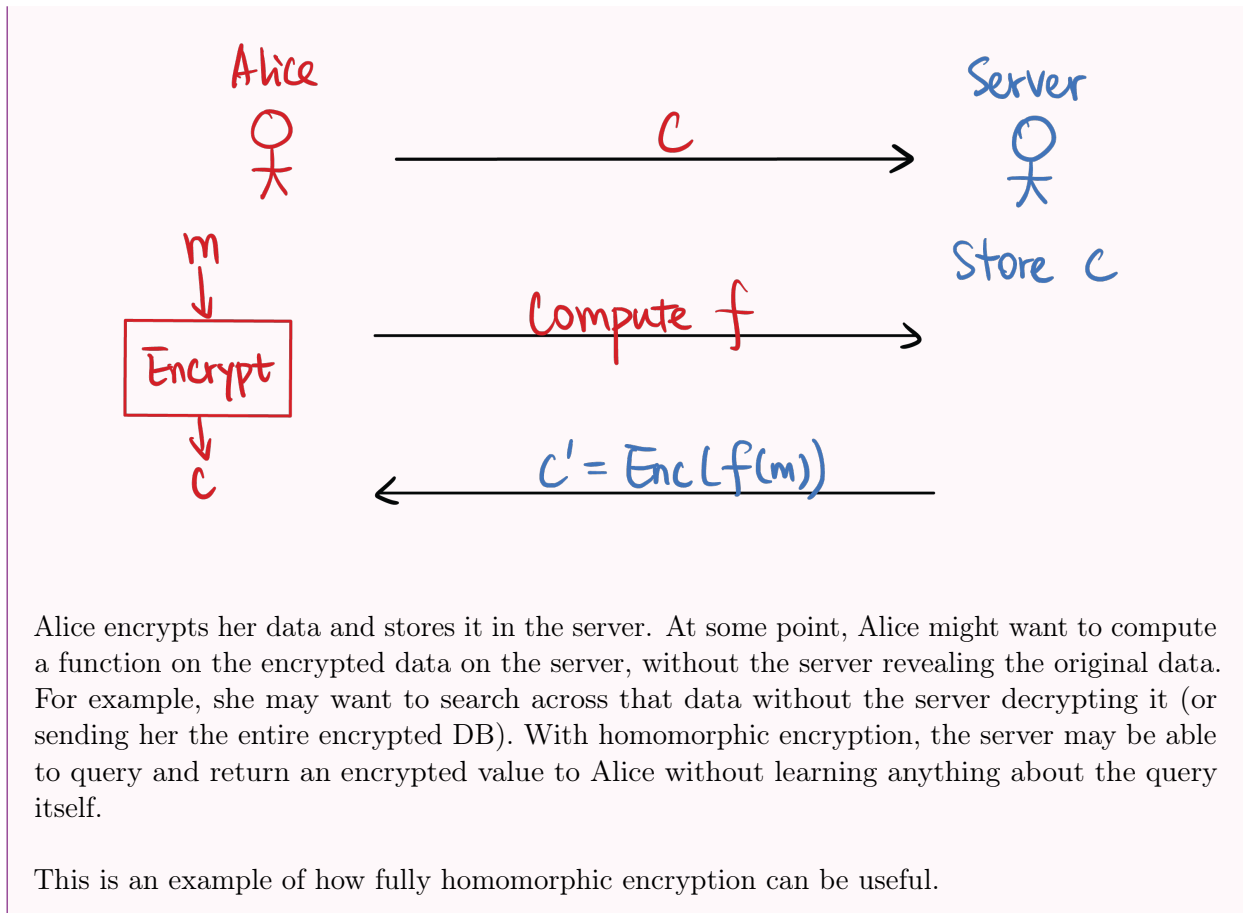 Alice
Server
C
m
Store C
Compute f
Encrypt
C
C' = Enc(f(m))
Alice encrypts her data and stores it in the server. At some point, Alice might want to compute
a function on the encrypted data on the server, without the server revealing the original data.
For example, she may want to search across that data without the server decrypting it (or
sending her the entire encrypted DB). With homomorphic encryption, the server may be able
to query and return an encrypted value to Alice without learning anything about the query
itself.
This is an example of how fully homomorphic encryption can be useful.